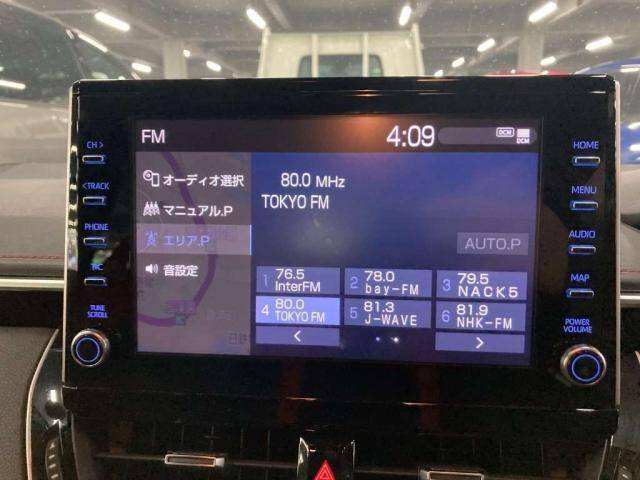 FM
4:09
DCM
DCM
オーディオ選択
マニュアル.P
エリア.P
音設定
80.0 MHz
TOKYO FM
AUTO.P
1 76.5 InterFM
2 78.0 bay-FM
3 79.5 NACK5
4 80.0 TOKYO FM
5 81.3 J-WAVE
6 81.9 NHK-FM
<
>
CH >
< TRACK
PHONE
TUNE
SCROLL
HOME
MENU
AUDIO
MAP
POWER
VOLUME